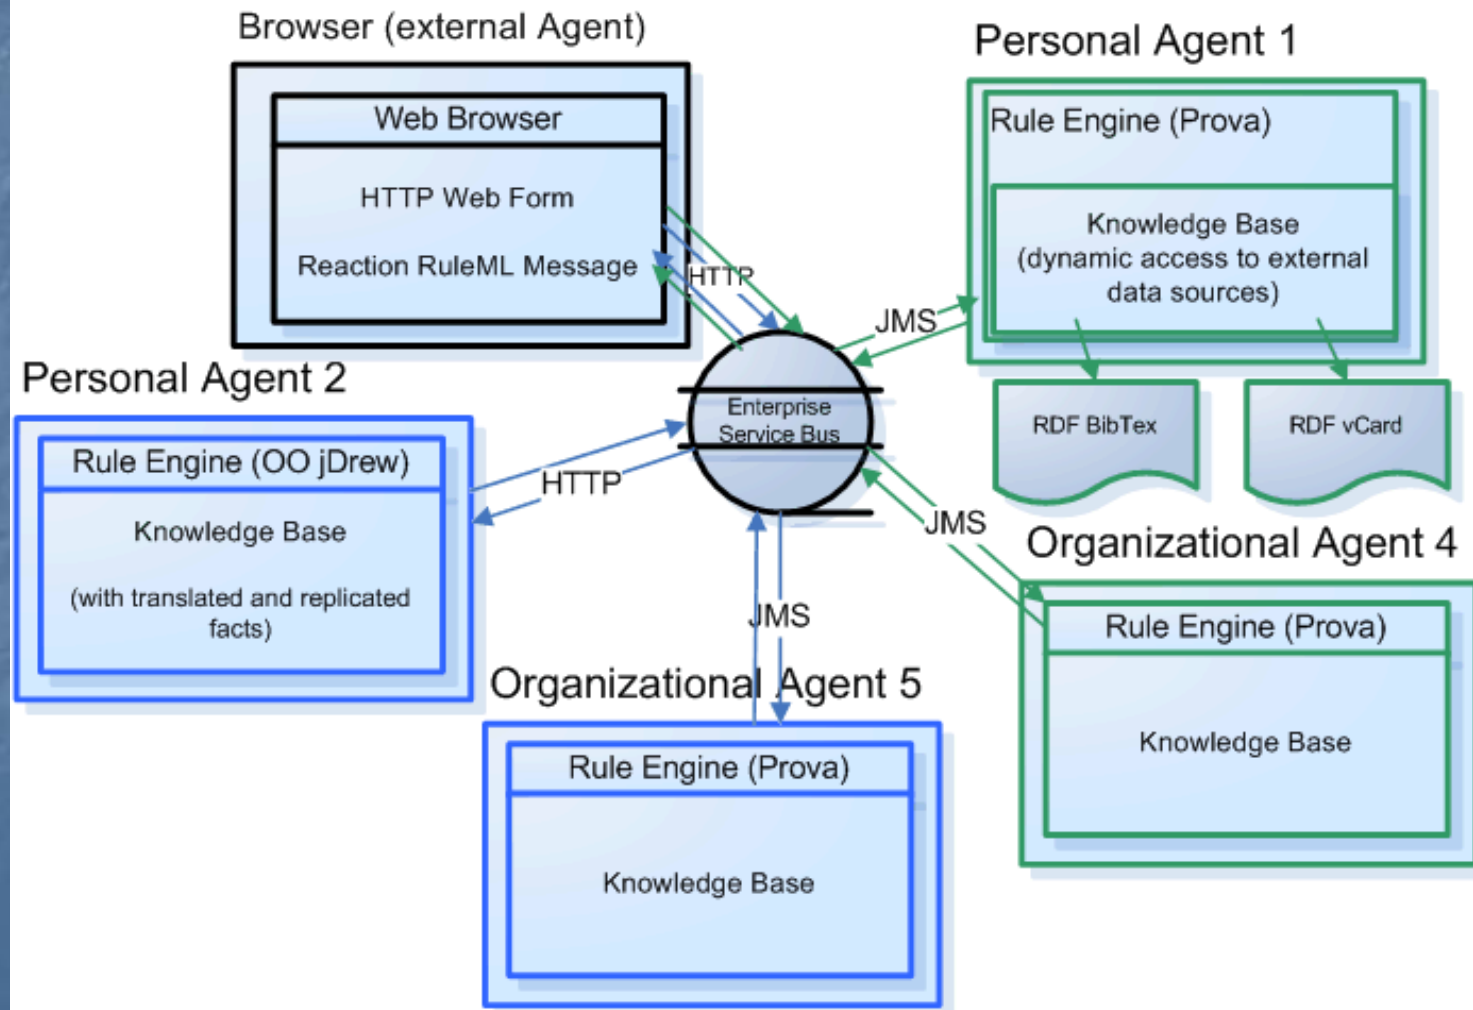 Browser (external Agent)
Web Browser
HTTP Web Form
Reaction RuleML Message
HTTP
Personal Agent 1
Rule Engine (Prova)
Knowledge Base
(dynamic access to external
data sources)
JMS
RDF BibTex
RDF vCard
Enterprise
Service Bus
Personal Agent 2
Rule Engine (OO jDrew)
Knowledge Base
(with translated and replicated
facts)
HTTP
JMS
Organizational Agent 4
Rule Engine (Prova)
Knowledge Base
JMS
Organizational Agent 5
Rule Engine (Prova)
Knowledge Base